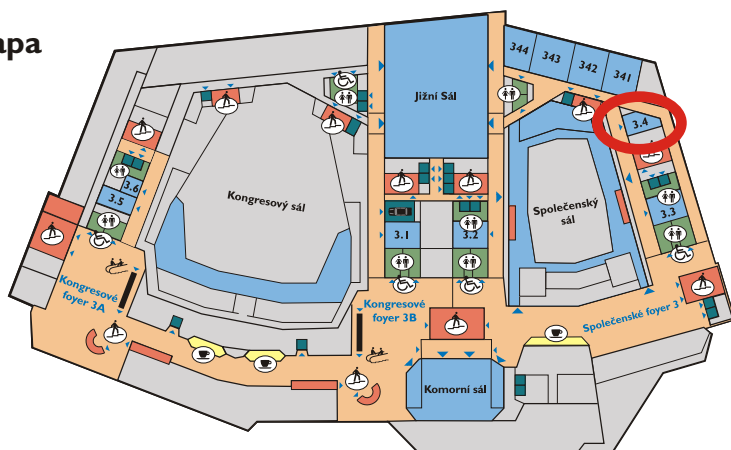 apa
344
343
342
341
Jižní Sál
3.4
Kongresový sál
3.6
3.5
Společenský
sál
3.1
3.2
3.3
Kongresové
foyer 3A
Kongresové
foyer 3B
Společenské foyer 3
Komorní sál